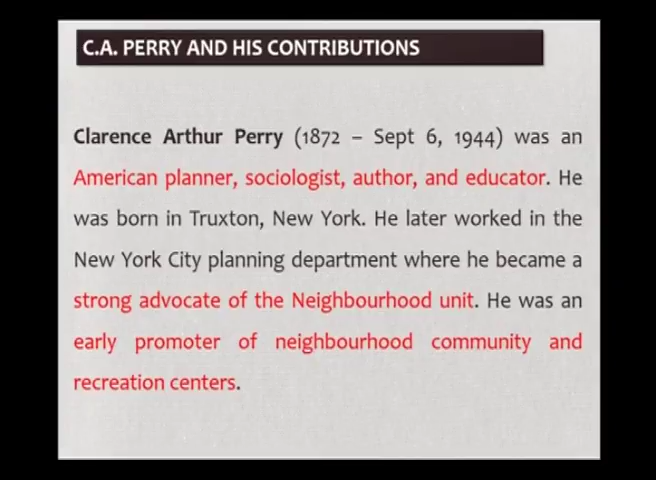 C.A. PERRY AND HIS CONTRIBUTIONS
Clarence Arthur Perry (1872 – Sept 6, 1944) was an
American planner, sociologist, author, and educator. He
was born in Truxton, New York. He later worked in the
New York City planning department where he became a
strong advocate of the Neighbourhood unit. He was an
early promoter of neighbourhood community and
recreation centers.